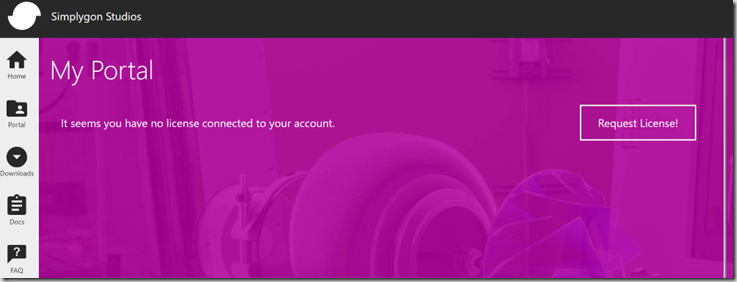 Simplygon Studios
Home
Portal
Downloads
Docs
FAQ
My Portal
It seems you have no license connected to your account.
Request License!